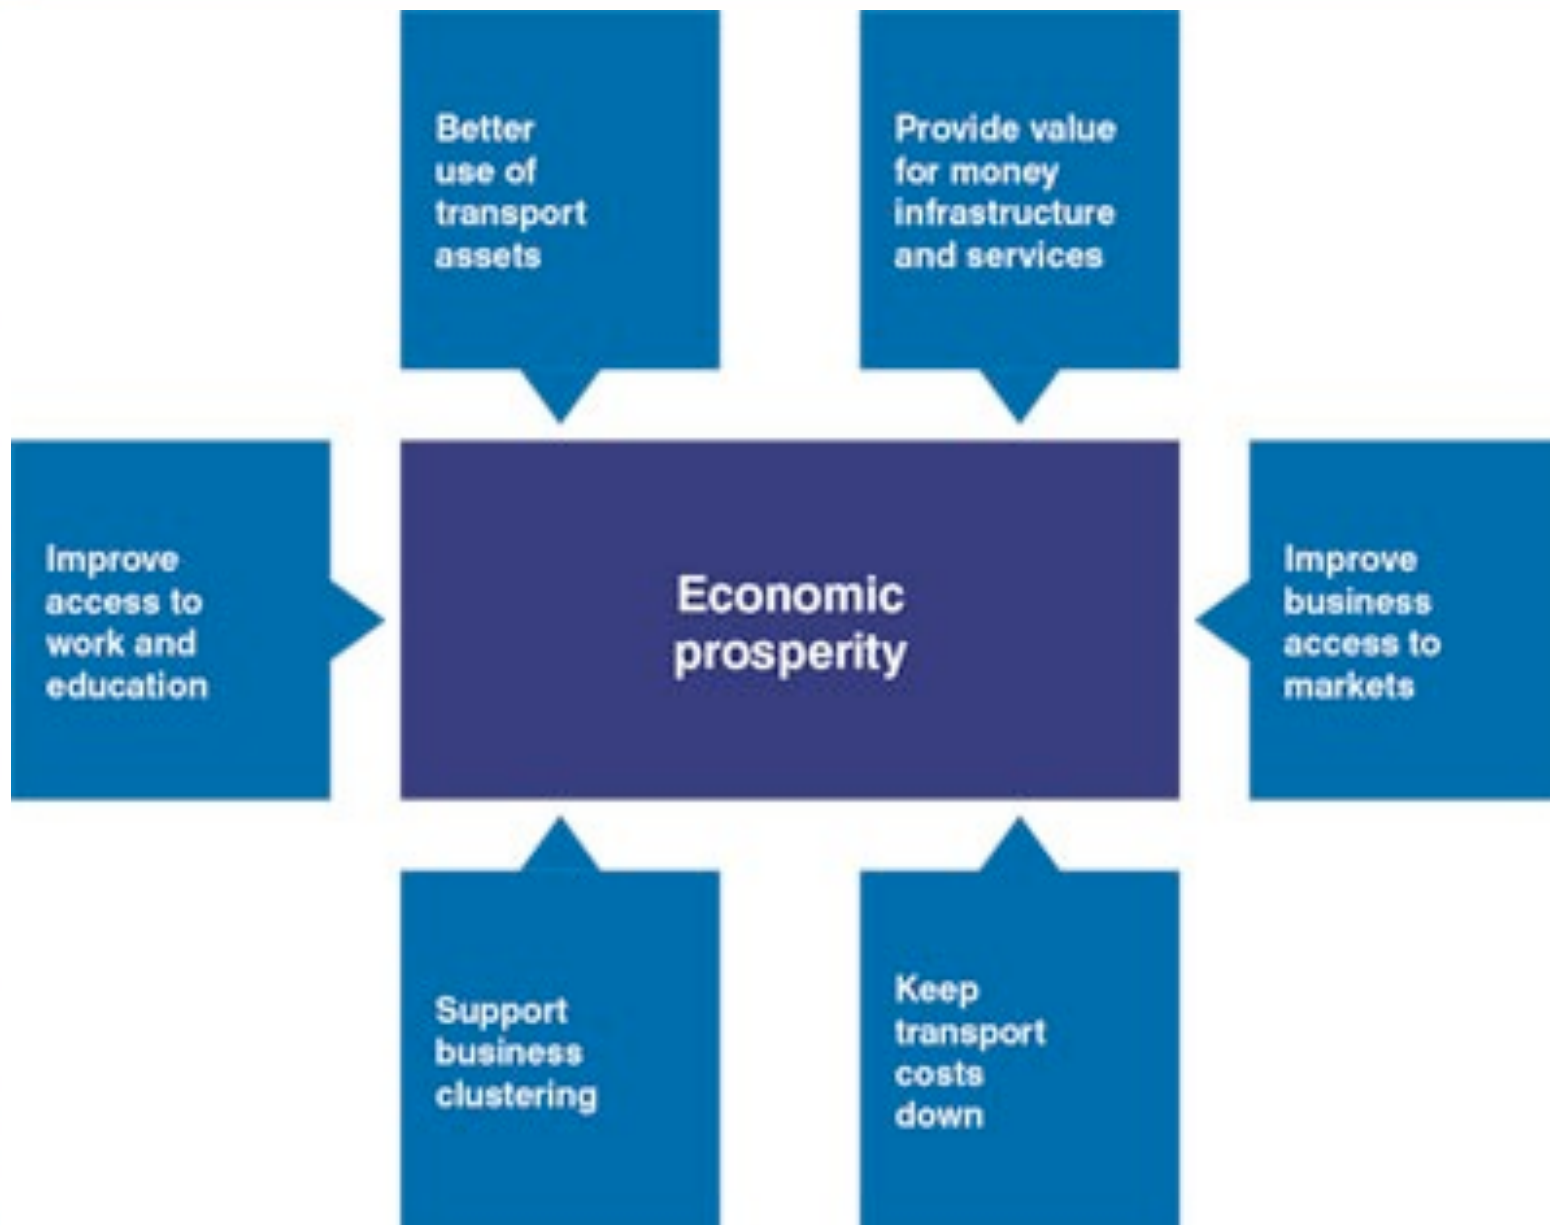 Better
use of
transport
assets
Provide value
for money
infrastructure
and services
Improve
access to
work and
education
Economic
prosperity
Improve
business
access to
markets
Support
business
clustering
Keep
transport
costs
down